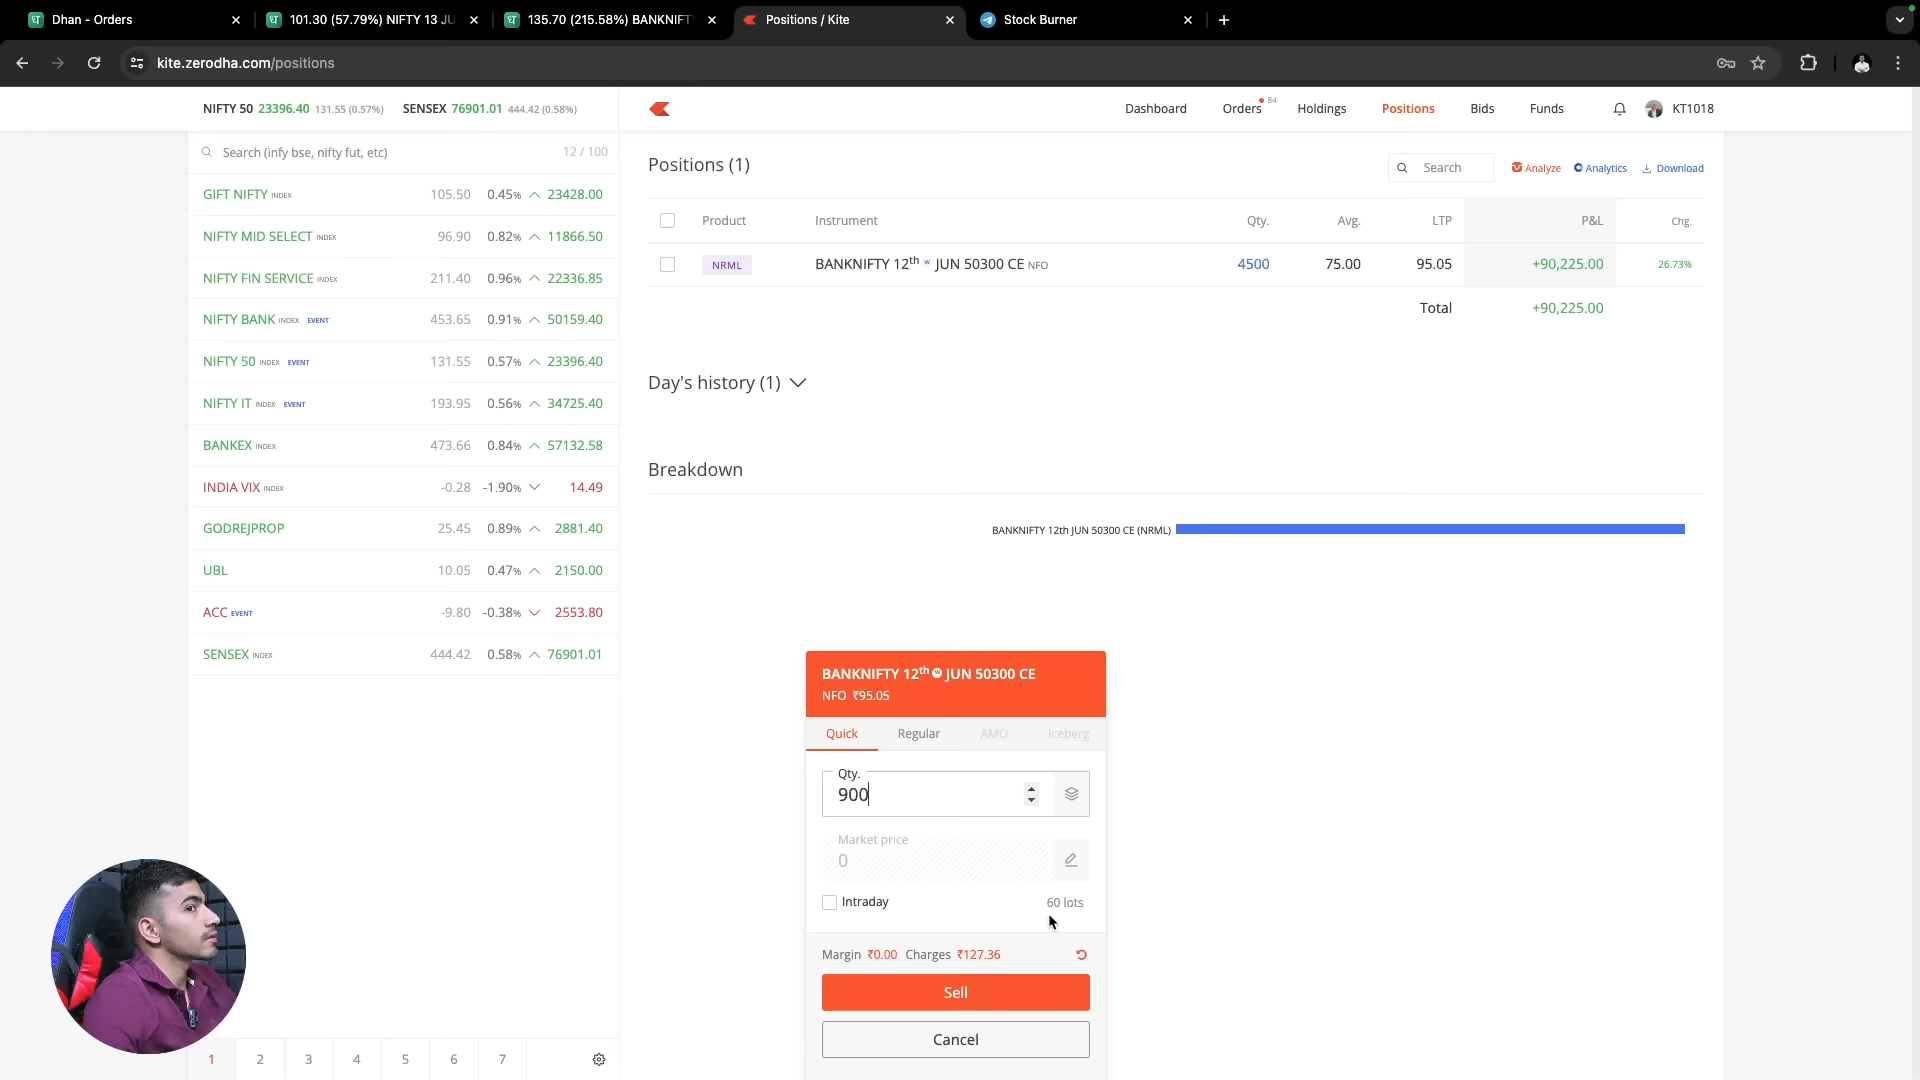 Dhan - Orders
101.30 (57.79%) NIFTY 13 JU
135.70 (215.58%) BANKNIFT
Positions / Kite
Stock Burner
kite.zerodha.com/positions
NIFTY 50 23396.40 131.55 (0.57%) SENSEX 76901.01 444.42 (0.58%)
Dashboard Orders 84 Holdings Positions Bids Funds KT1018
Search (infy bse, nifty fut, etc) 12 / 100
GIFT NIFTY INDEX 105.50 0.45% 23428.00
NIFTY MID SELECT INDEX 96.90 0.82% 11866.50
NIFTY FIN SERVICE INDEX 211.40 0.96% 22336.85
NIFTY BANK INDEX EVENT 453.65 0.91% 50159.40
NIFTY 50 INDEX EVENT 131.55 0.57% 23396.40
NIFTY IT INDEX EVENT 193.95 0.56% 34725.40
BANKEX INDEX 473.66 0.84% 57132.58
INDIA VIX INDEX -0.28 -1.90% 14.49
GODREJPROP 25.45 0.89% 2881.40
UBL 10.05 0.47% 2150.00
ACC EVENT -9.80 -0.38% 2553.80
SENSEX INDEX 444.42 0.58% 76901.01
1 2 3 4 5 6 7
Positions (1)
Search Analyze Analytics Download
Product Instrument Qty. Avg. LTP P&L Chg.
NRML BANKNIFTY 12th w JUN 50300 CE NFO 4500 75.00 95.05 +90,225.00 26.73%
Total +90,225.00
Day's history (1)
Breakdown
BANKNIFTY 12th JUN 50300 CE (NRML)
BANKNIFTY 12th w JUN 50300 CE
NFO ₹95.05
Quick Regular AMO Iceberg
Qty.
900
Market price
0
Intraday 60 lots
Margin ₹0.00 Charges ₹127.36
Sell
Cancel